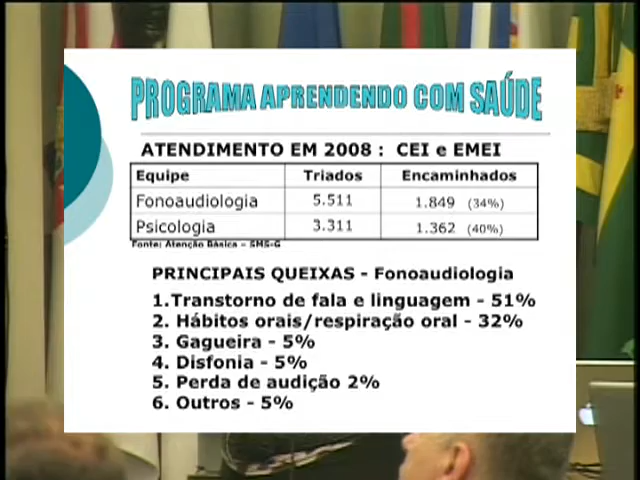 PROGRAMA APRENDENDO COM SAÚDE
ATENDIMENTO EM 2008 : CEI e EMEI
Equipe Triados Encaminhados
Fonoaudiologia 5.511 1.849 (34%)
Psicologia 3.311 1.362 (40%)
Fonte: Atenção Básica – SMS-G
PRINCIPAIS QUEIXAS - Fonoaudiologia
1.Transtorno de fala e linguagem - 51%
2. Hábitos orais/respiração oral - 32%
3. Gagueira - 5%
4. Disfonia - 5%
5. Perda de audição 2%
6. Outros - 5%